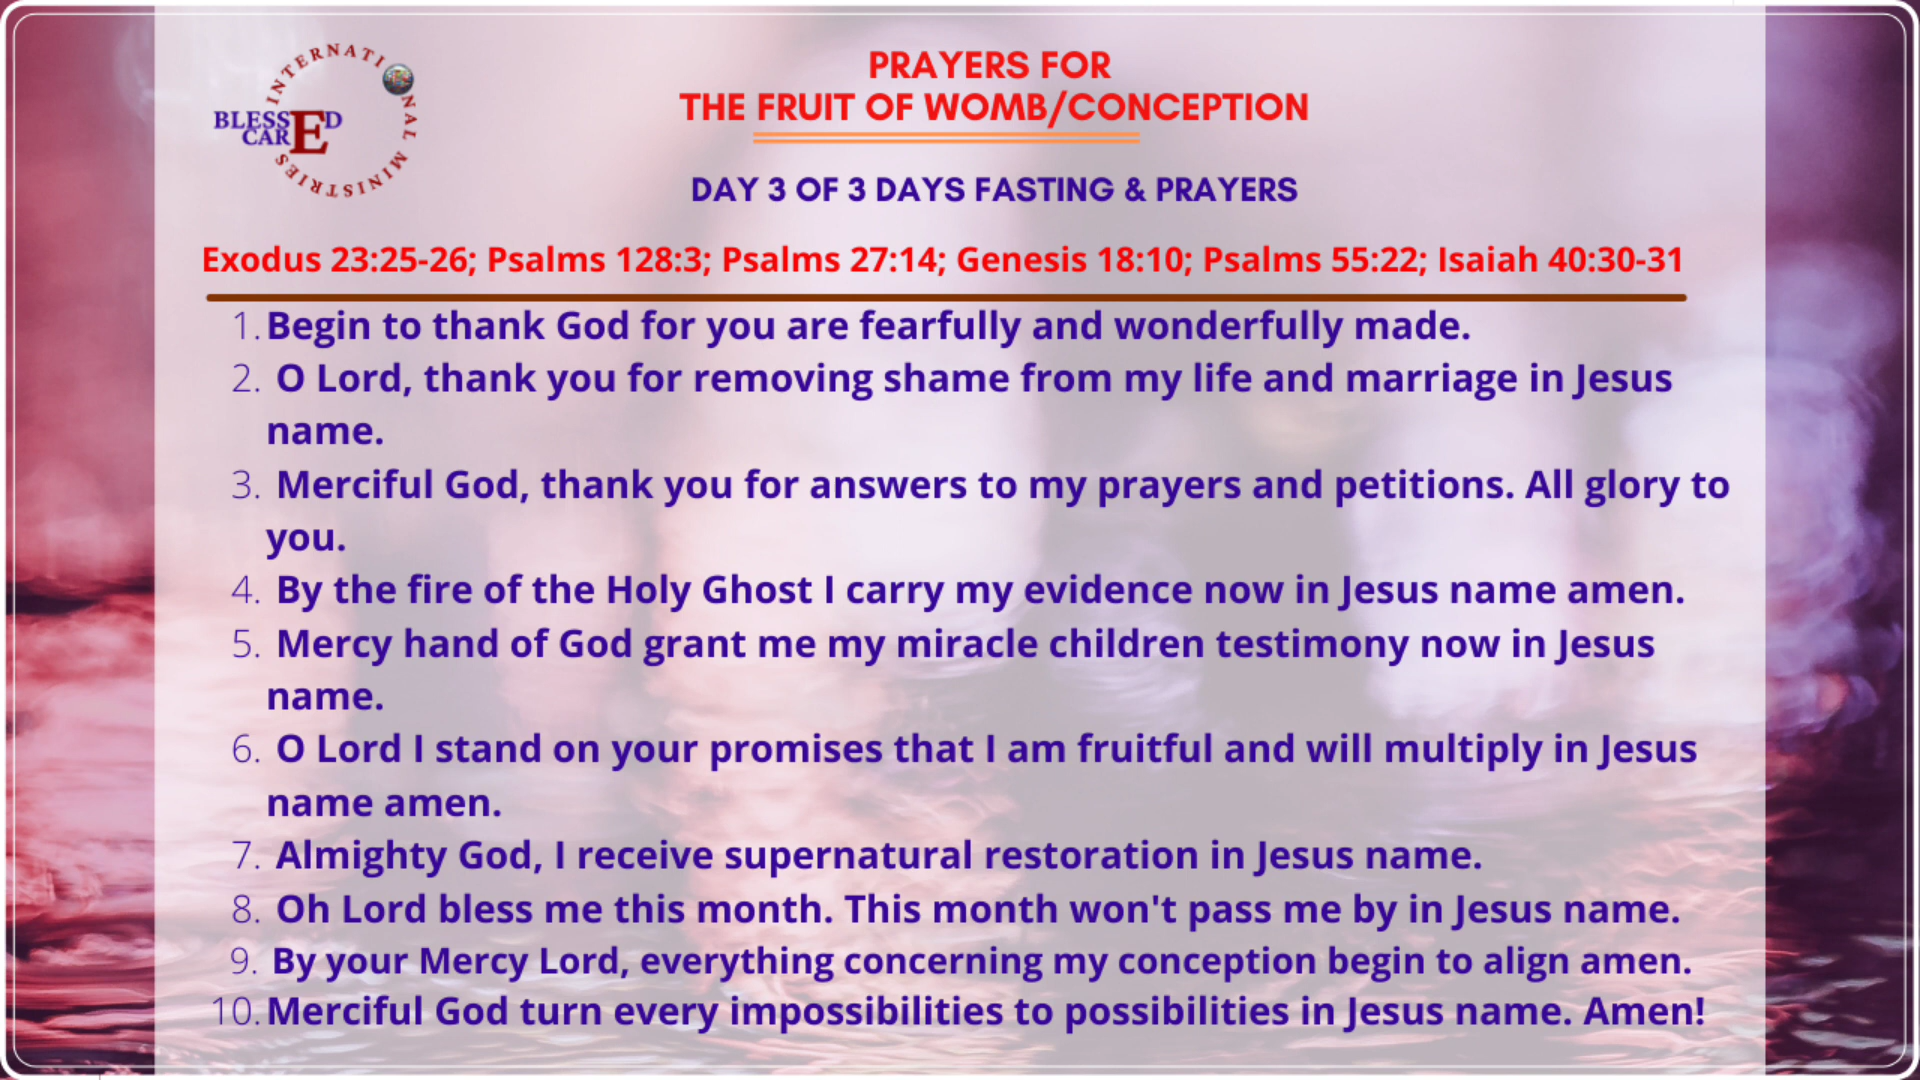 INTERNATIONAL MINISTRIES
BLESSED
CARE
PRAYERS FOR
THE FRUIT OF WOMB/CONCEPTION
DAY 3 OF 3 DAYS FASTING & PRAYERS
Exodus 23:25-26; Psalms 128:3; Psalms 27:14; Genesis 18:10; Psalms 55:22; Isaiah 40:30-31
1. Begin to thank God for you are fearfully and wonderfully made.
2. O Lord, thank you for removing shame from my life and marriage in Jesus
name.
3. Merciful God, thank you for answers to my prayers and petitions. All glory to
you.
4. By the fire of the Holy Ghost I carry my evidence now in Jesus name amen.
5. Mercy hand of God grant me my miracle children testimony now in Jesus
name.
6. O Lord I stand on your promises that I am fruitful and will multiply in Jesus
name amen.
7. Almighty God, I receive supernatural restoration in Jesus name.
8. Oh Lord bless me this month. This month won't pass me by in Jesus name.
9. By your Mercy Lord, everything concerning my conception begin to align amen.
10. Merciful God turn every impossibilities to possibilities in Jesus name. Amen!